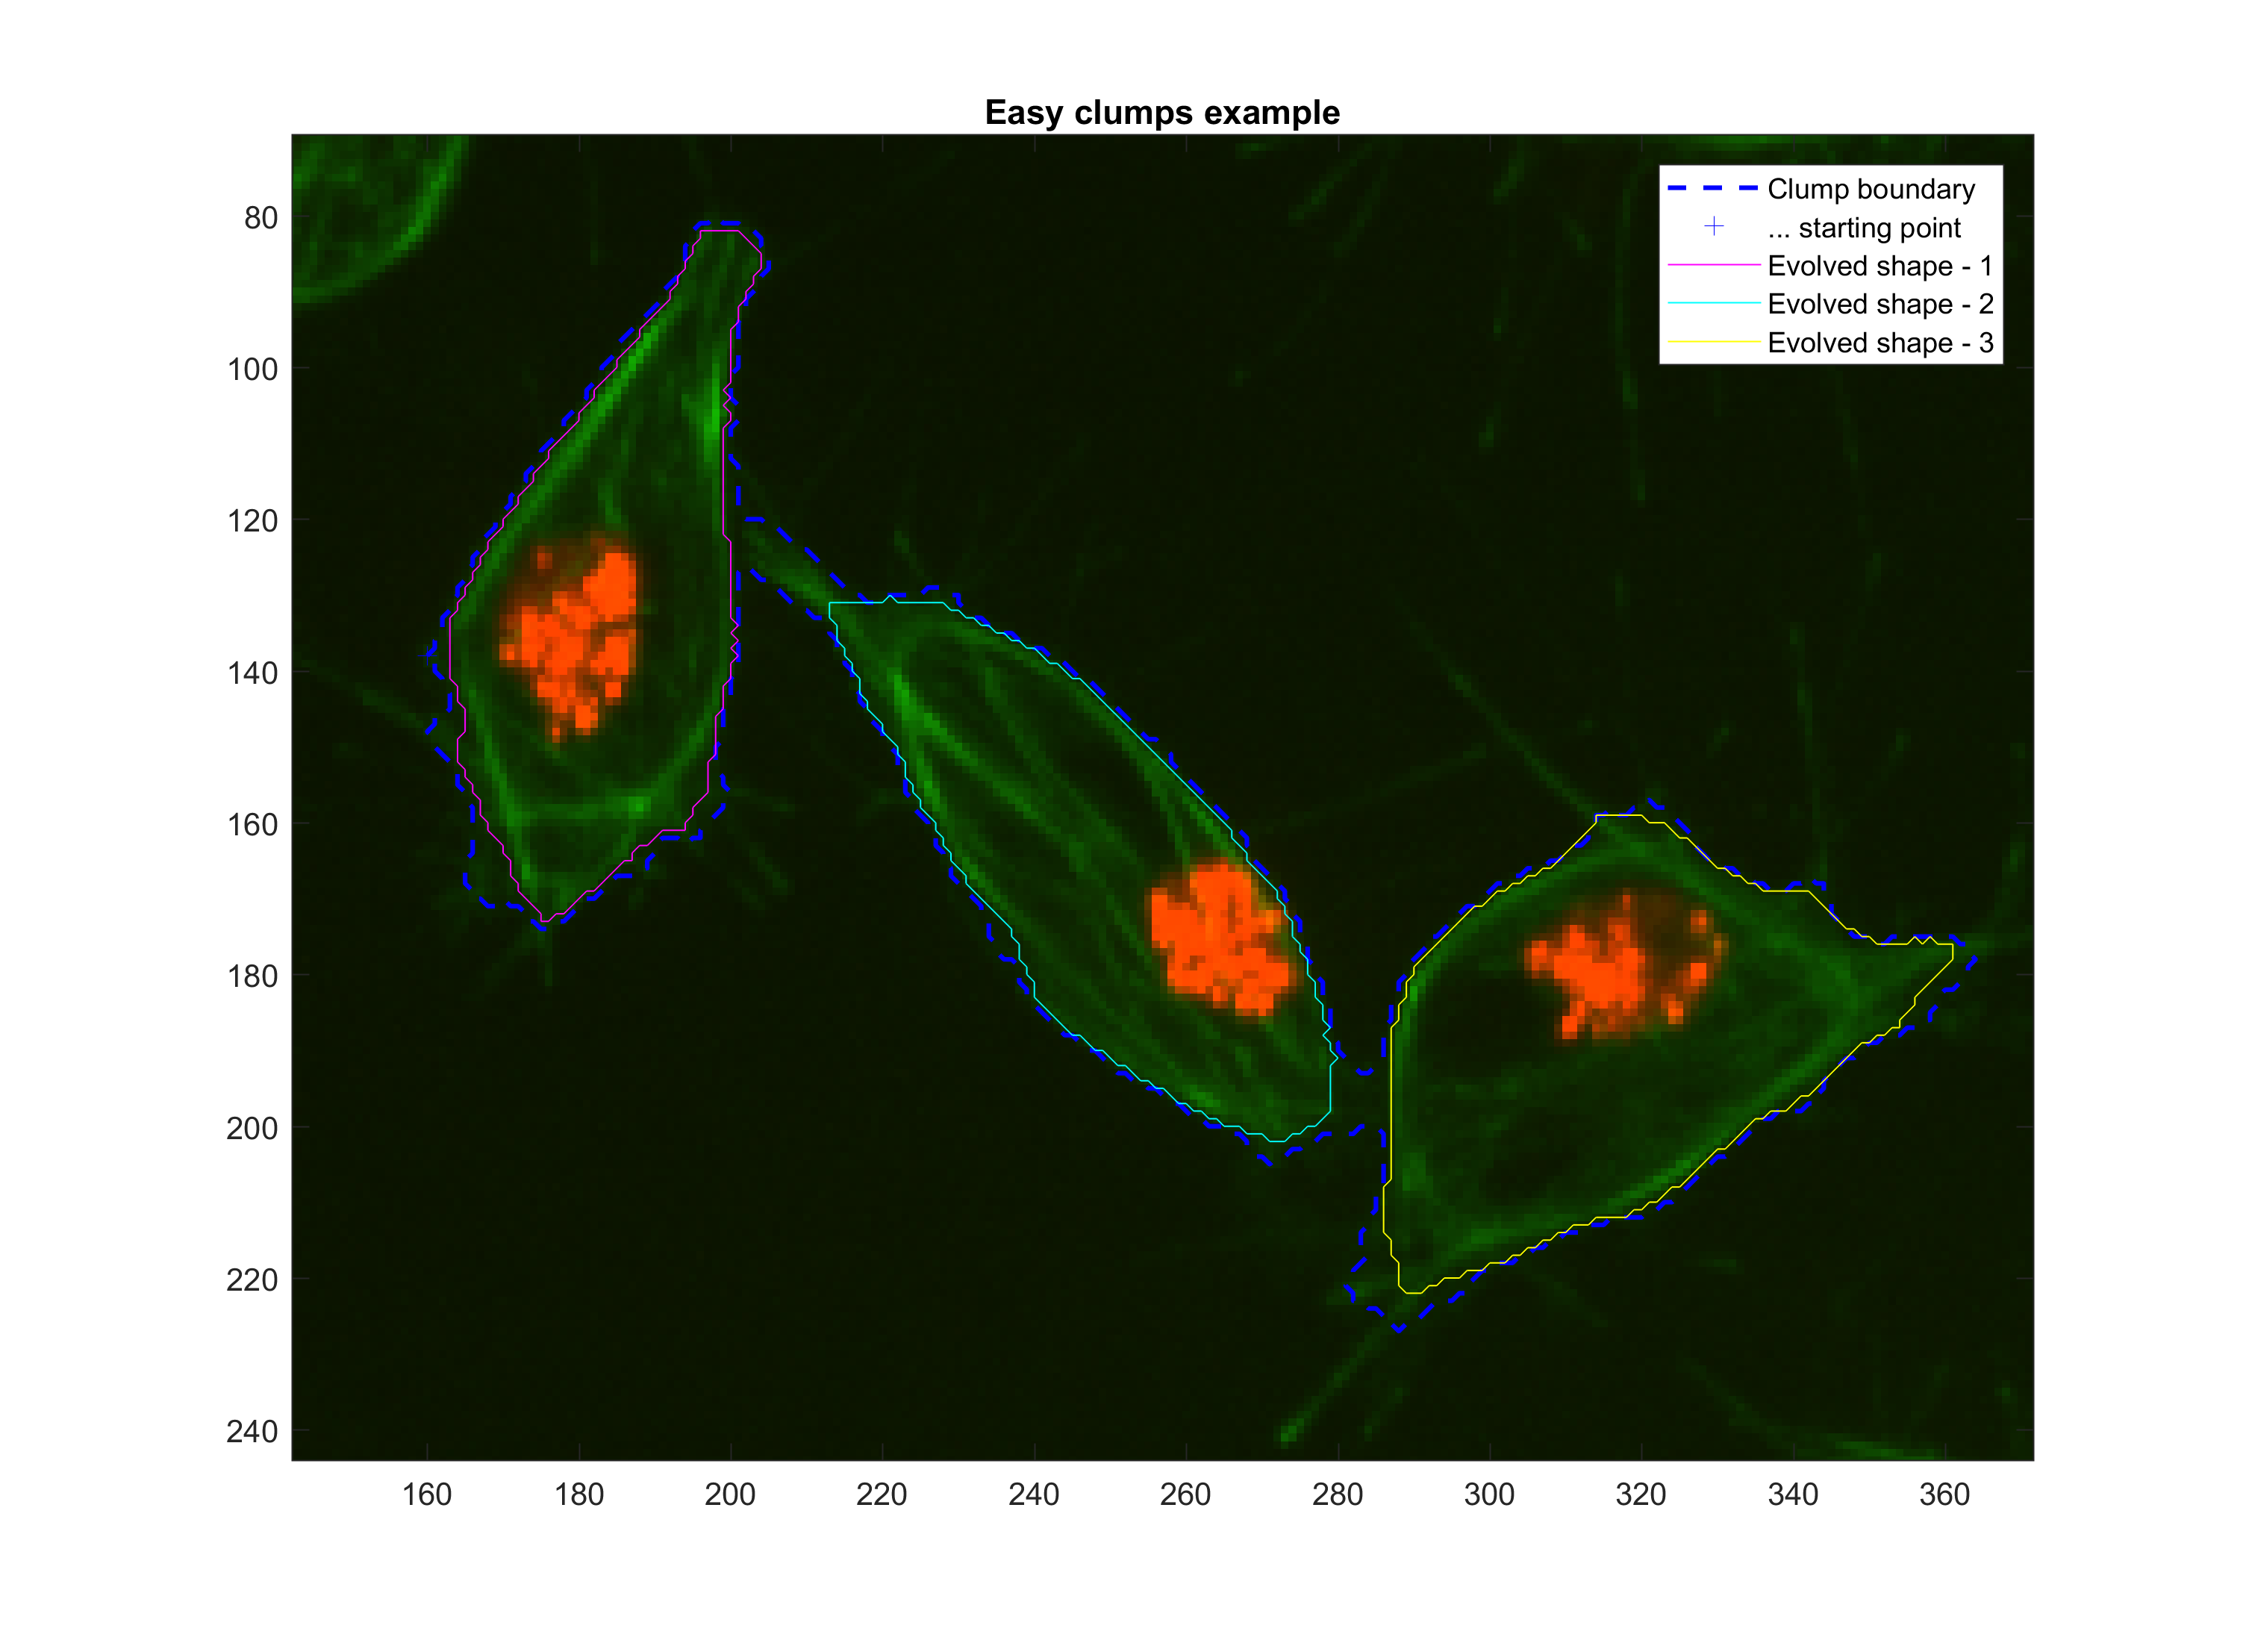 Easy clumps example
Clump boundary
... starting point
Evolved shape - 1
Evolved shape - 2
Evolved shape - 3
80
100
120
140
160
180
200
220
240
160 180 200 220 240 260 280 300 320 340 360